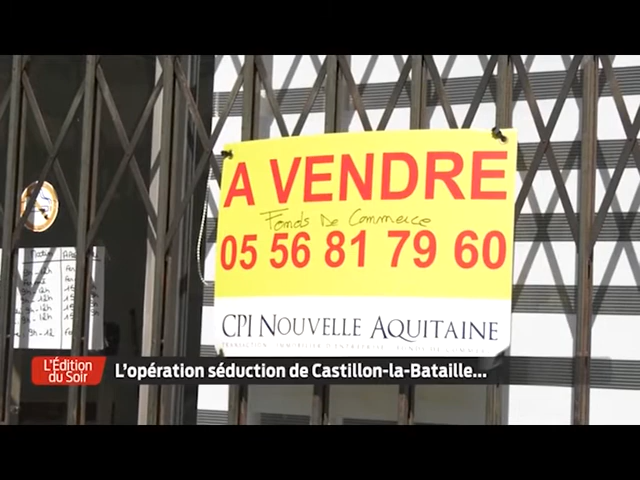 A VENDRE
Fonds De Commerce
05 56 81 79 60
CPI NOUVELLE AQUITAINE
L'Édition
du Soir
L'opération séduction de Castillon-la-Bataille...